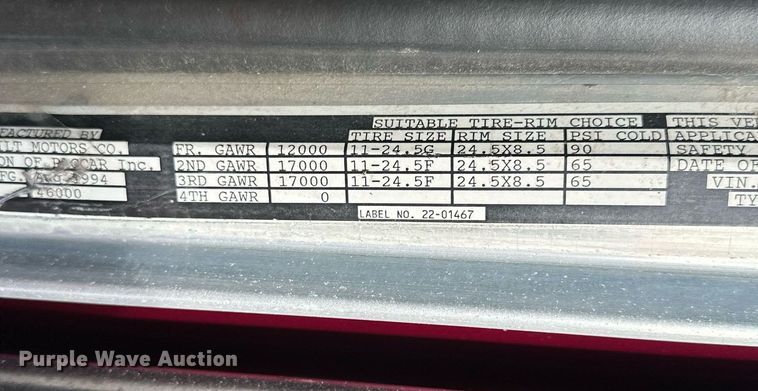 SUITABLE TIRE-RIM CHOICE THIS VE
FACTURED BY TIRE SIZE RIM SIZE PSI COLD APPLICA
LT MOTORS CO. FR. GAWR 12000 11-24.5G 24.5X8.5 90 SAFETY
ON OF PACCAR Inc. 2ND GAWR 17000 11-24.5F 24.5X8.5 65 DATE OF
FG. 1994 3RD GAWR 17000 11-24.5F 24.5X8.5 65 VIN.
46000 4TH GAWR 0 TY
LABEL NO. 22-01467
Purple Wave Auction